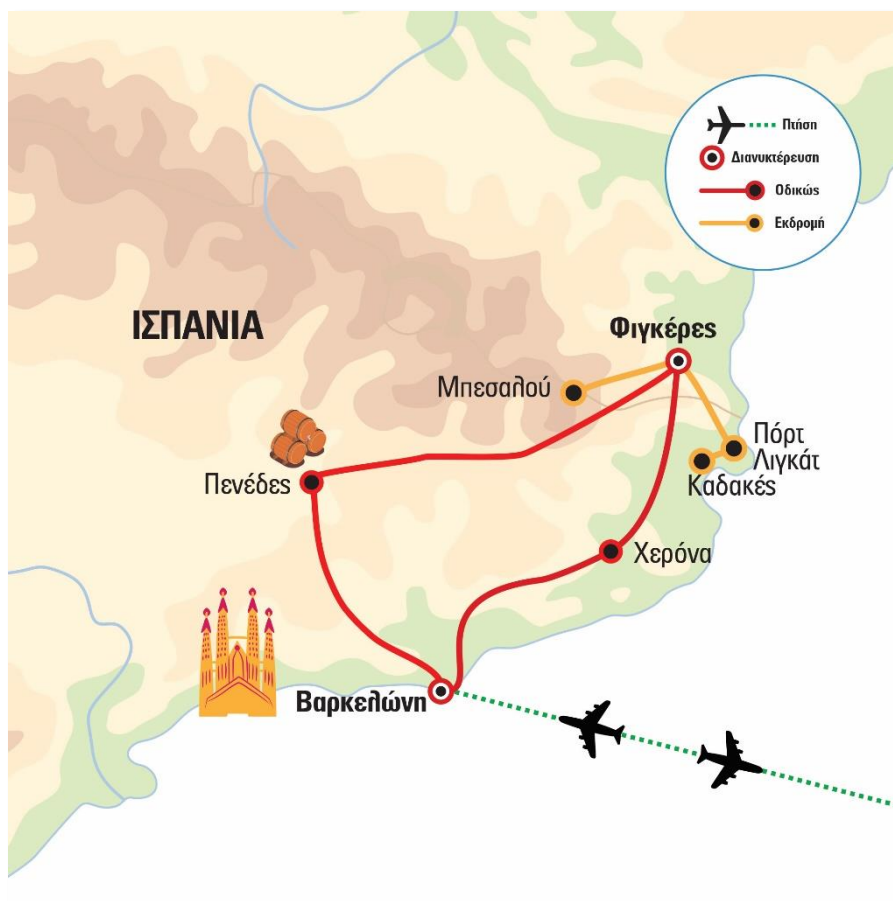 Πτήση
Διανυκτέρευση
Οδικώς
Εκδρομή
ΙΣΠΑΝΙΑ
Φιγκέρες
Μπεσαλού
Πόρτ
Λιγκάτ
Καδακές
Πενέδες
Χερόνα
Βαρκελώνη